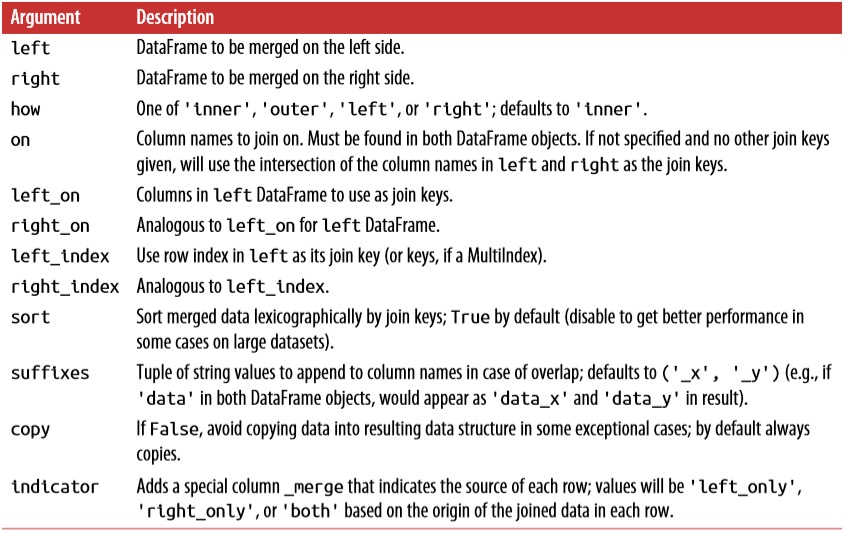 Argument Description
left DataFrame to be merged on the left side.
right DataFrame to be merged on the right side.
how One of 'inner', 'outer', 'left', or 'right'; defaults to 'inner'.
on Column names to join on. Must be found in both DataFrame objects. If not specified and no other join keys
given, will use the intersection of the column names in left and right as the join keys.
left_on Columns in left DataFrame to use as join keys.
right_on Analogous to left_on for left DataFrame.
left_index Use row index in left as its join key (or keys, if a MultiIndex).
right_index Analogous to left_index.
sort Sort merged data lexicographically by join keys; True by default (disable to get better performance in
some cases on large datasets).
suffixes Tuple of string values to append to column names in case of overlap; defaults to ('_x', '_y') (e.g., if
'data' in both DataFrame objects, would appear as 'data_x' and 'data_y' in result).
copy If False, avoid copying data into resulting data structure in some exceptional cases; by default always
copies.
indicator Adds a special column _merge that indicates the source of each row; values will be 'left_only',
'right_only', or 'both' based on the origin of the joined data in each row.